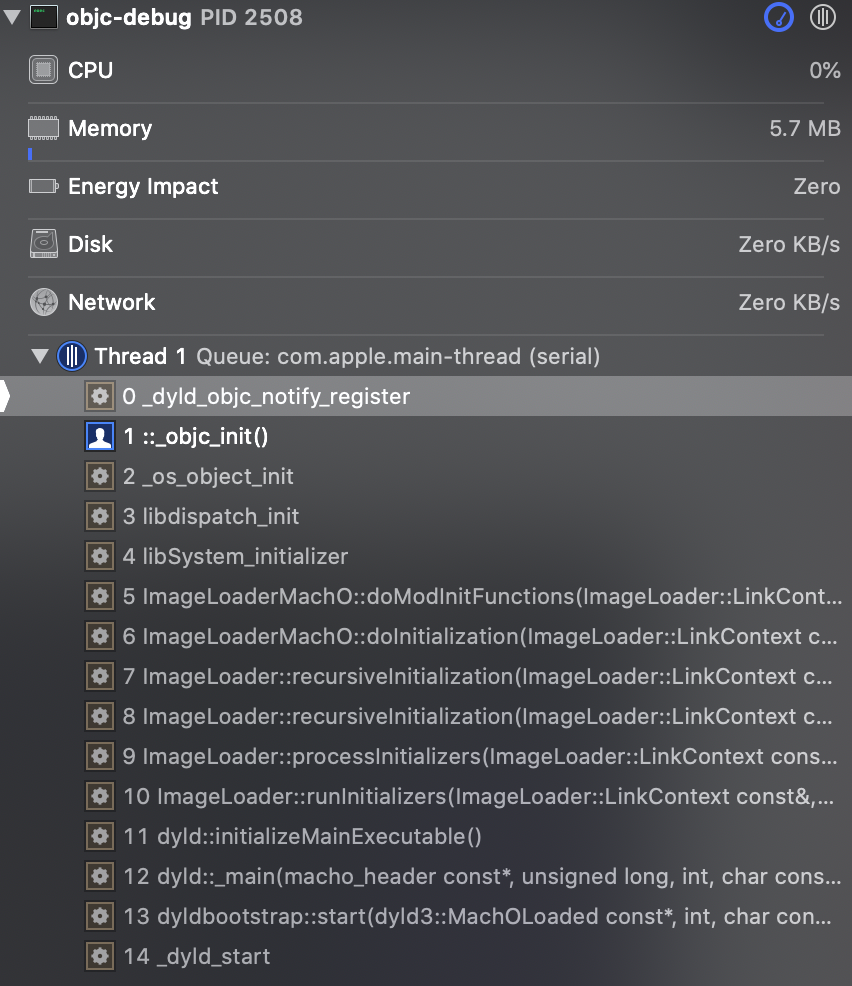 objc-debug PID 2508
CPU 0%
Memory 5.7 MB
Energy Impact Zero
Disk Zero KB/s
Network Zero KB/s
Thread 1 Queue: com.apple.main-thread (serial)
0 _dyld_objc_notify_register
1 ::_objc_init()
2 _os_object_init
3 libdispatch_init
4 libSystem_initializer
5 ImageLoaderMachO::doModInitFunctions(ImageLoader::LinkCont...
6 ImageLoaderMachO::doInitialization(ImageLoader::LinkContext c...
7 ImageLoader::recursiveInitialization(ImageLoader::LinkContext c...
8 ImageLoader::recursiveInitialization(ImageLoader::LinkContext c...
9 ImageLoader::processInitializers(ImageLoader::LinkContext cons...
10 ImageLoader::runInitializers(ImageLoader::LinkContext const&,...
11 dyld::initializeMainExecutable()
12 dyld::_main(macho_header const*, unsigned long, int, char cons...
13 dyldbootstrap::start(dyld3::MachOLoaded const*, int, char con...
14 _dyld_start